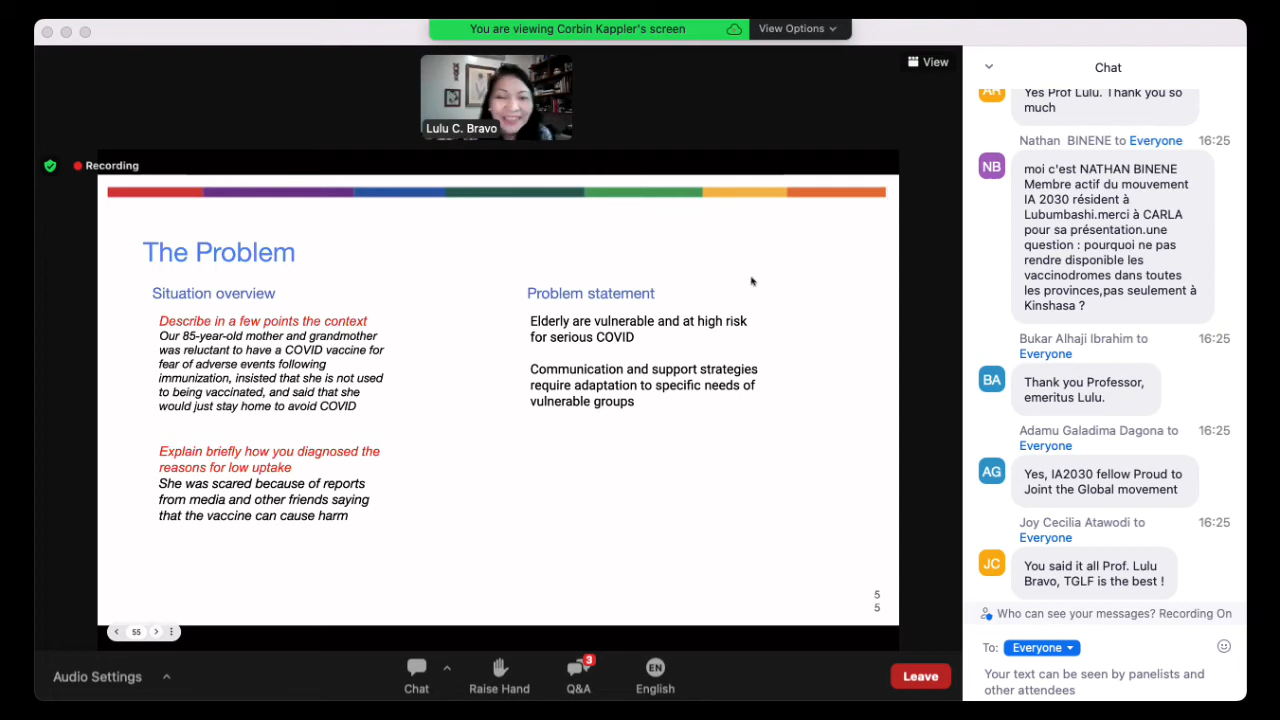 You are viewing Corbin Kappler's screen
View Options
View
Lulu C. Bravo
Recording
The Problem
Situation overview
Describe in a few points the context
Our 85-year-old mother and grandmother
was reluctant to have a COVID vaccine for
fear of adverse events following
immunization, insisted that she is not used
to being vaccinated, and said that she
would just stay home to avoid COVID
Explain briefly how you diagnosed the
reasons for low uptake
She was scared because of reports
from media and other friends saying
that the vaccine can cause harm
Problem statement
Elderly are vulnerable and at high risk
for serious COVID
Communication and support strategies
require adaptation to specific needs of
vulnerable groups
5
5
55
Audio Settings
Chat
Raise Hand
3
Q&A
EN
English
Leave
Chat
AR
Yes Prof Lulu. Thank you so
much
Nathan BINENE to Everyone 16:25
NB
moi c'est NATHAN BINENE
Membre actif du mouvement
IA 2030 résident à
Lubumbashi.merci à CARLA
pour sa présentation.une
question : pourquoi ne pas
rendre disponible les
vaccinodromes dans toutes
les provinces,pas seulement à
Kinshasa ?
Bukar Alhaji Ibrahim to 16:25
Everyone
BA
Thank you Professor,
emeritus Lulu.
Adamu Galadima Dagona to 16:25
Everyone
AG
Yes, IA2030 fellow Proud to
Joint the Global movement
Joy Cecilia Atawodi to 16:25
Everyone
JC
You said it all Prof. Lulu
Bravo, TGLF is the best !
Who can see your messages? Recording On
To: Everyone
Your text can be seen by panelists and
other attendees